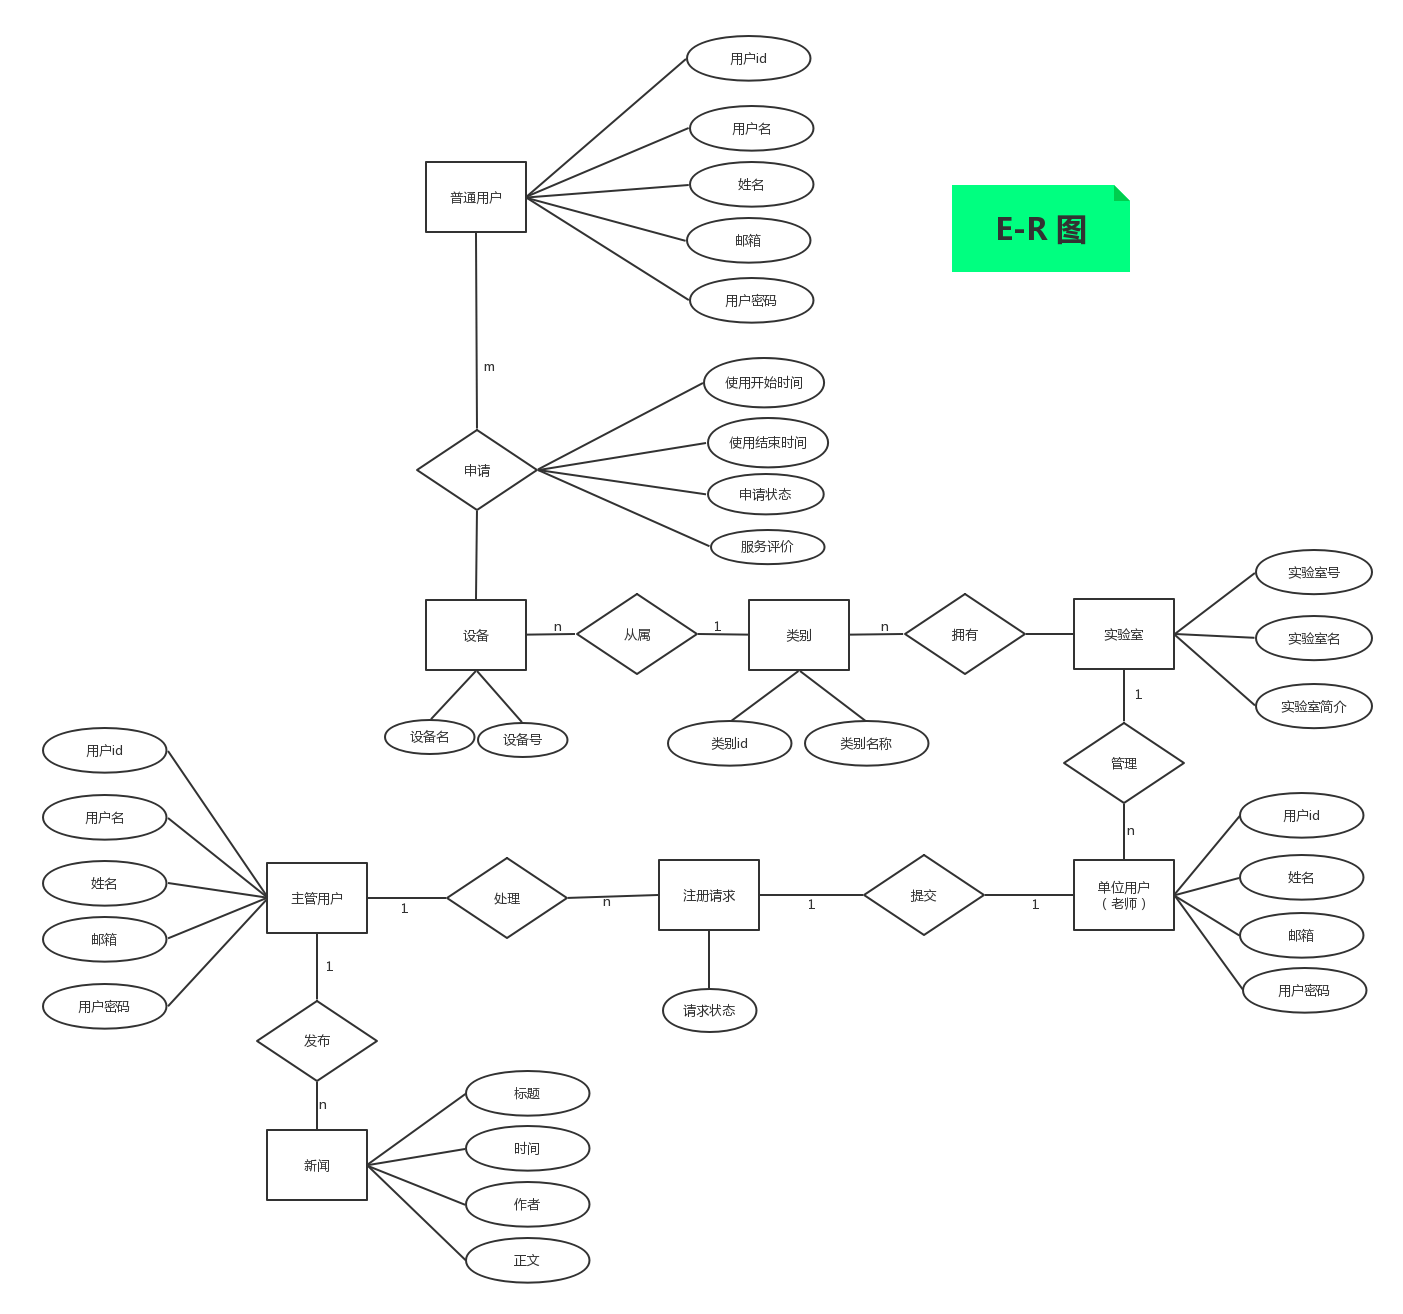 用户id
用户名
姓名
邮箱
用户密码
普通用户
E-R 图
m
使用开始时间
使用结束时间
申请状态
服务评价
申请
设备
n
从属
1
类别
n
拥有
实验室
实验室号
实验室名
实验室简介
设备名
设备号
类别id
类别名称
1
管理
n
用户id
用户名
姓名
邮箱
用户密码
主管用户
1
处理
n
注册请求
1
提交
1
单位用户
（老师）
用户id
姓名
邮箱
用户密码
请求状态
1
发布
n
新闻
标题
时间
作者
正文